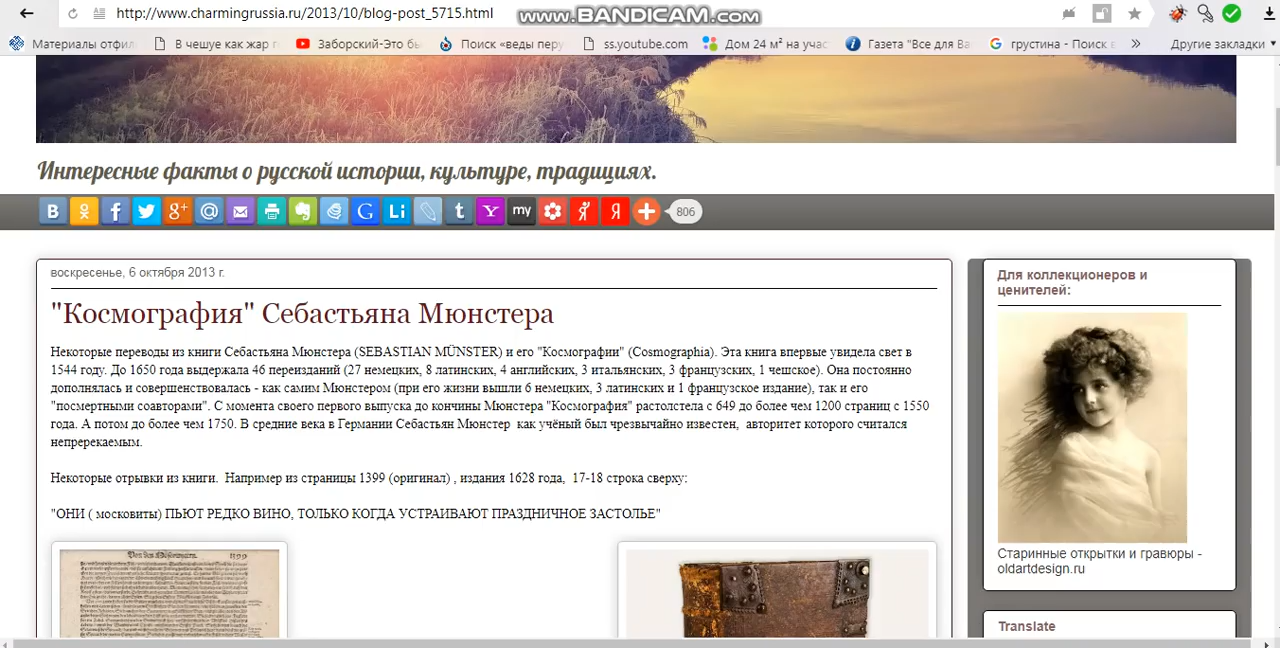 http://www.charmingrussia.ru/2013/10/blog-post_5715.html
www.BANDICAM.com
Материалы отфил
В чешуе как жар г
Заборский-Это бы
Поиск «веды перу
ss.youtube.com
Дом 24 м² на учас
Газета "Все для Ва
грустина - Поиск в
»
Другие закладки
Интересные факты о русской истории, культуре, традициях.
806
воскресенье, 6 октября 2013 г.
"Космография" Себастьяна Мюнстера
Некоторые переводы из книги Себастьяна Мюнстера (SEBASTIAN MÜNSTER) и его "Космографии" (Cosmographia). Эта книга впервые увидела свет в
1544 году. До 1650 года выдержала 46 переизданий (27 немецких, 8 латинских, 4 английских, 3 итальянских, 3 французских, 1 чешское). Она постоянно
дополнялась и совершенствовалась - как самим Мюнстером (при его жизни вышли 6 немецких, 3 латинских и 1 французское издание), так и его
"посмертными соавторами". С момента своего первого выпуска до кончины Мюнстера "Космография" растолстела с 649 до более чем 1200 страниц с 1550
года. А потом до более чем 1750. В средние века в Германии Себастьян Мюнстер как учёный был чрезвычайно известен, авторитет которого считался
непререкаемым.
Некоторые отрывки из книги. Например из страницы 1399 (оригинал) , издания 1628 года, 17-18 строка сверху:
"ОНИ ( московиты) ПЬЮТ РЕДКО ВИНО, ТОЛЬКО КОГДА УСТРАИВАЮТ ПРАЗДНИЧНОЕ ЗАСТОЛЬЕ"
Для коллекционеров и
ценителей:
Старинные открытки и гравюры -
oldartdesign.ru
Translate